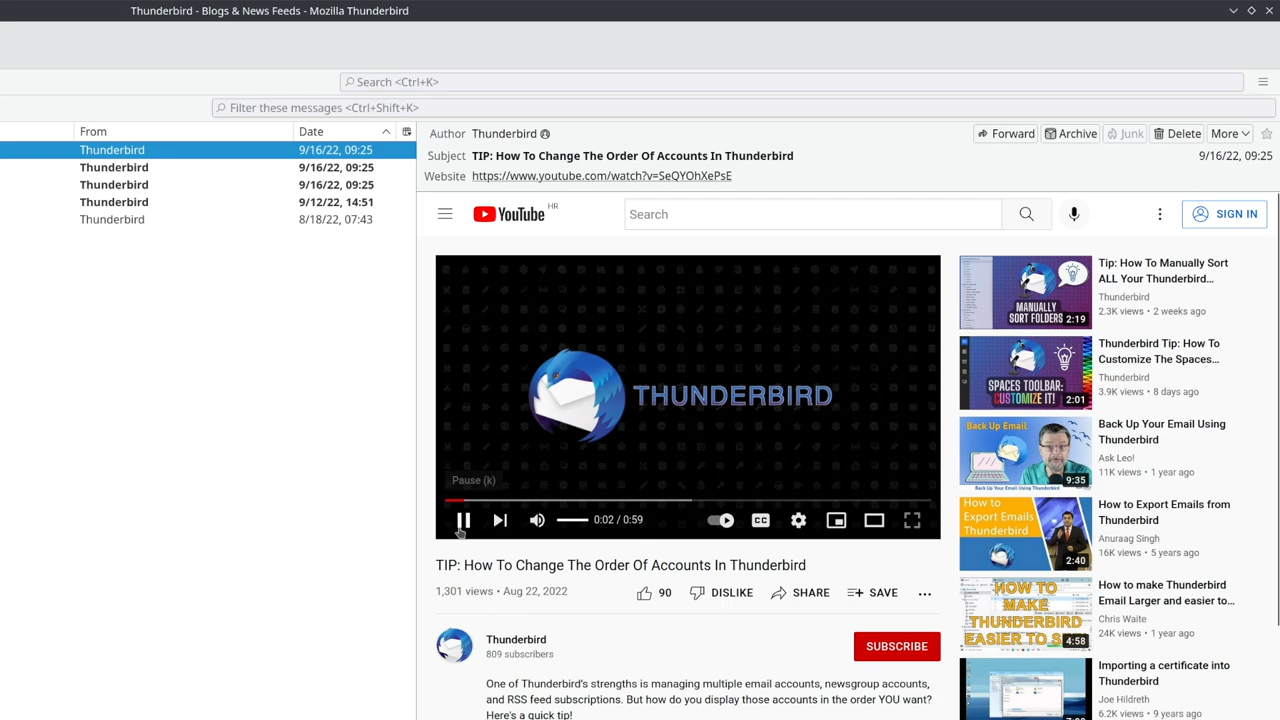 Thunderbird - Blogs & News Feeds - Mozilla Thunderbird
Search <Ctrl+K>
Filter these messages <Ctrl+Shift+K>
From Date
Thunderbird 9/16/22, 09:25
Thunderbird 9/16/22, 09:25
Thunderbird 9/16/22, 09:25
Thunderbird 9/12/22, 14:51
Thunderbird 8/18/22, 07:43
Author Thunderbird
Forward Archive Junk Delete More
Subject TIP: How To Change The Order Of Accounts In Thunderbird 9/16/22, 09:25
Website https://www.youtube.com/watch?v=SeQYOhXePsE
YouTube HR
Search
SIGN IN
THUNDERBIRD
Pause (k)
0:02 / 0:59
CC
TIP: How To Change The Order Of Accounts In Thunderbird
1,301 views • Aug 22, 2022
90 DISLIKE SHARE SAVE
Thunderbird
809 subscribers
SUBSCRIBE
One of Thunderbird's strengths is managing multiple email accounts, newsgroup accounts,
and RSS feed subscriptions. But how do you display those accounts in the order YOU want?
Here's a quick tip!
MANUALLY
SORT FOLDERS
2:19
Tip: How To Manually Sort
ALL Your Thunderbird...
Thunderbird
2.3K views • 2 weeks ago
SPACES TOOLBAR:
CUSTOMIZE IT!
2:01
Thunderbird Tip: How To
Customize The Spaces...
Thunderbird
3.9K views • 8 days ago
Back Up Email
Back Up Your Email Using Thunderbird
9:35
Back Up Your Email Using
Thunderbird
Ask Leo!
11K views • 1 year ago
How to
Export Emails
Thunderbird
2:40
How to Export Emails from
Thunderbird
Anuraag Singh
16K views • 5 years ago
HOW TO
MAKE
THUNDERBIRD
EASIER TO
4:58
How to make Thunderbird
Email Larger and easier to...
Chris Waite
24K views • 1 year ago
Importing a certificate into
Thunderbird
Joe Hildreth
6.2K views • 9 years ago